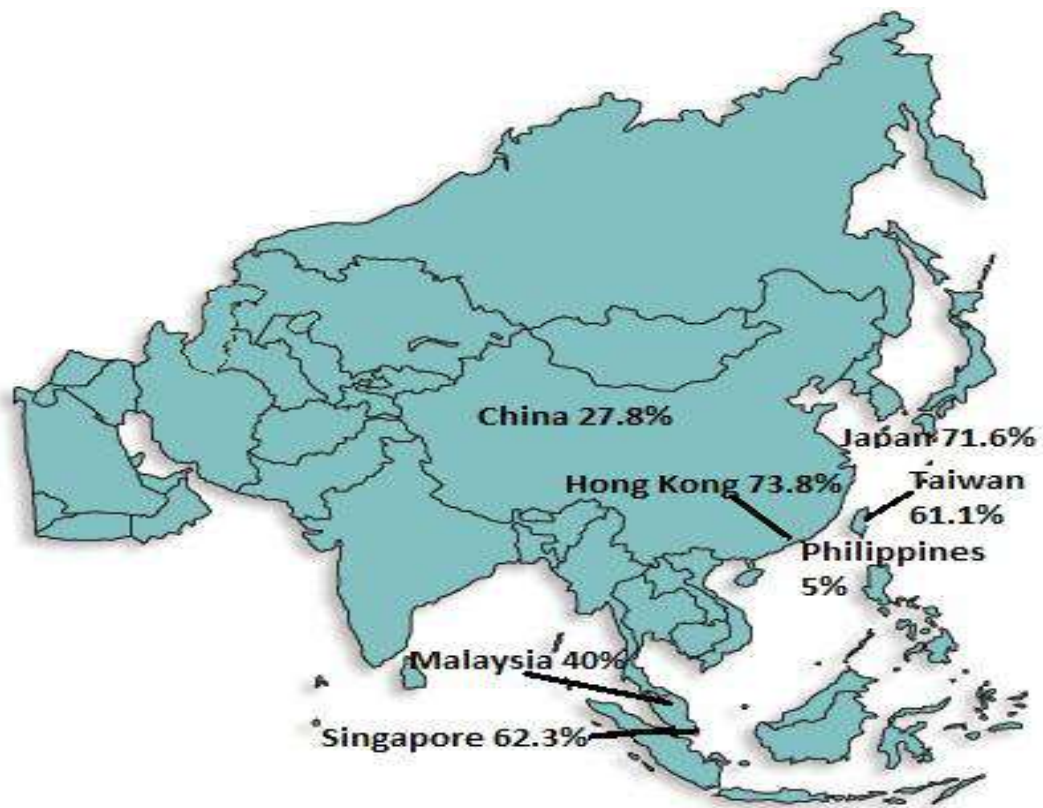 China 27.8%
Japan 71.6%
Hong Kong 73.8%
Taiwan
61.1%
Philippines
5%
Malaysia 40%
Singapore 62.3%